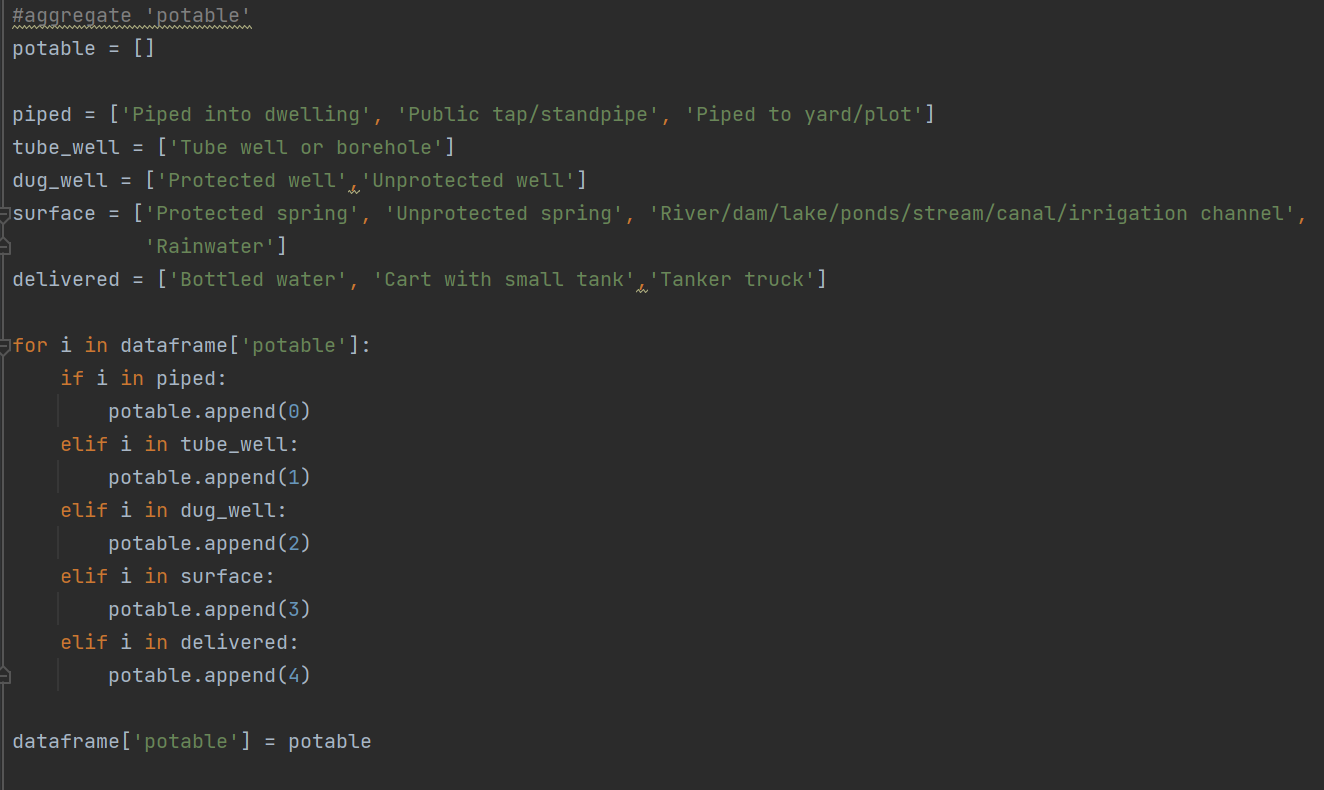 #aggregate 'potable'
potable = []
piped = ['Piped into dwelling', 'Public tap/standpipe', 'Piped to yard/plot']
tube_well = ['Tube well or borehole']
dug_well = ['Protected well','Unprotected well']
surface = ['Protected spring', 'Unprotected spring', 'River/dam/lake/ponds/stream/canal/irrigation channel',
           'Rainwater']
delivered = ['Bottled water', 'Cart with small tank','Tanker truck']
for i in dataframe['potable']:
    if i in piped:
        potable.append(0)
    elif i in tube_well:
        potable.append(1)
    elif i in dug_well:
        potable.append(2)
    elif i in surface:
        potable.append(3)
    elif i in delivered:
        potable.append(4)
dataframe['potable'] = potable